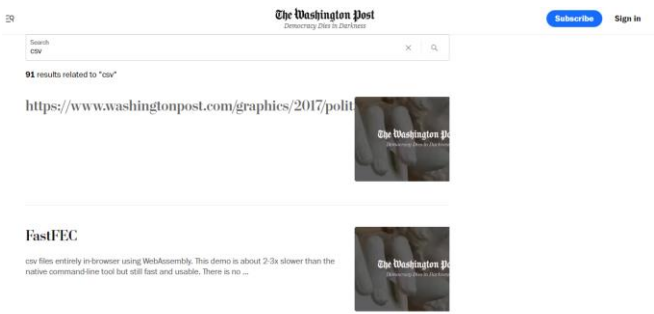 The Washington Post
Democracy Dies in Darkness
Subscribe
Sign in
Search
csv
91 results related to "csv"
https://www.washingtonpost.com/graphics/2017/polit
The Washington Po
Democracy Dies in Darkness
FastFEC
csv files entirely in-browser using WebAssembly. This demo is about 2-3x slower than the
native command-line tool but still fast and usable. There is no ...
The Washington Po
Democracy Dies in Darkness